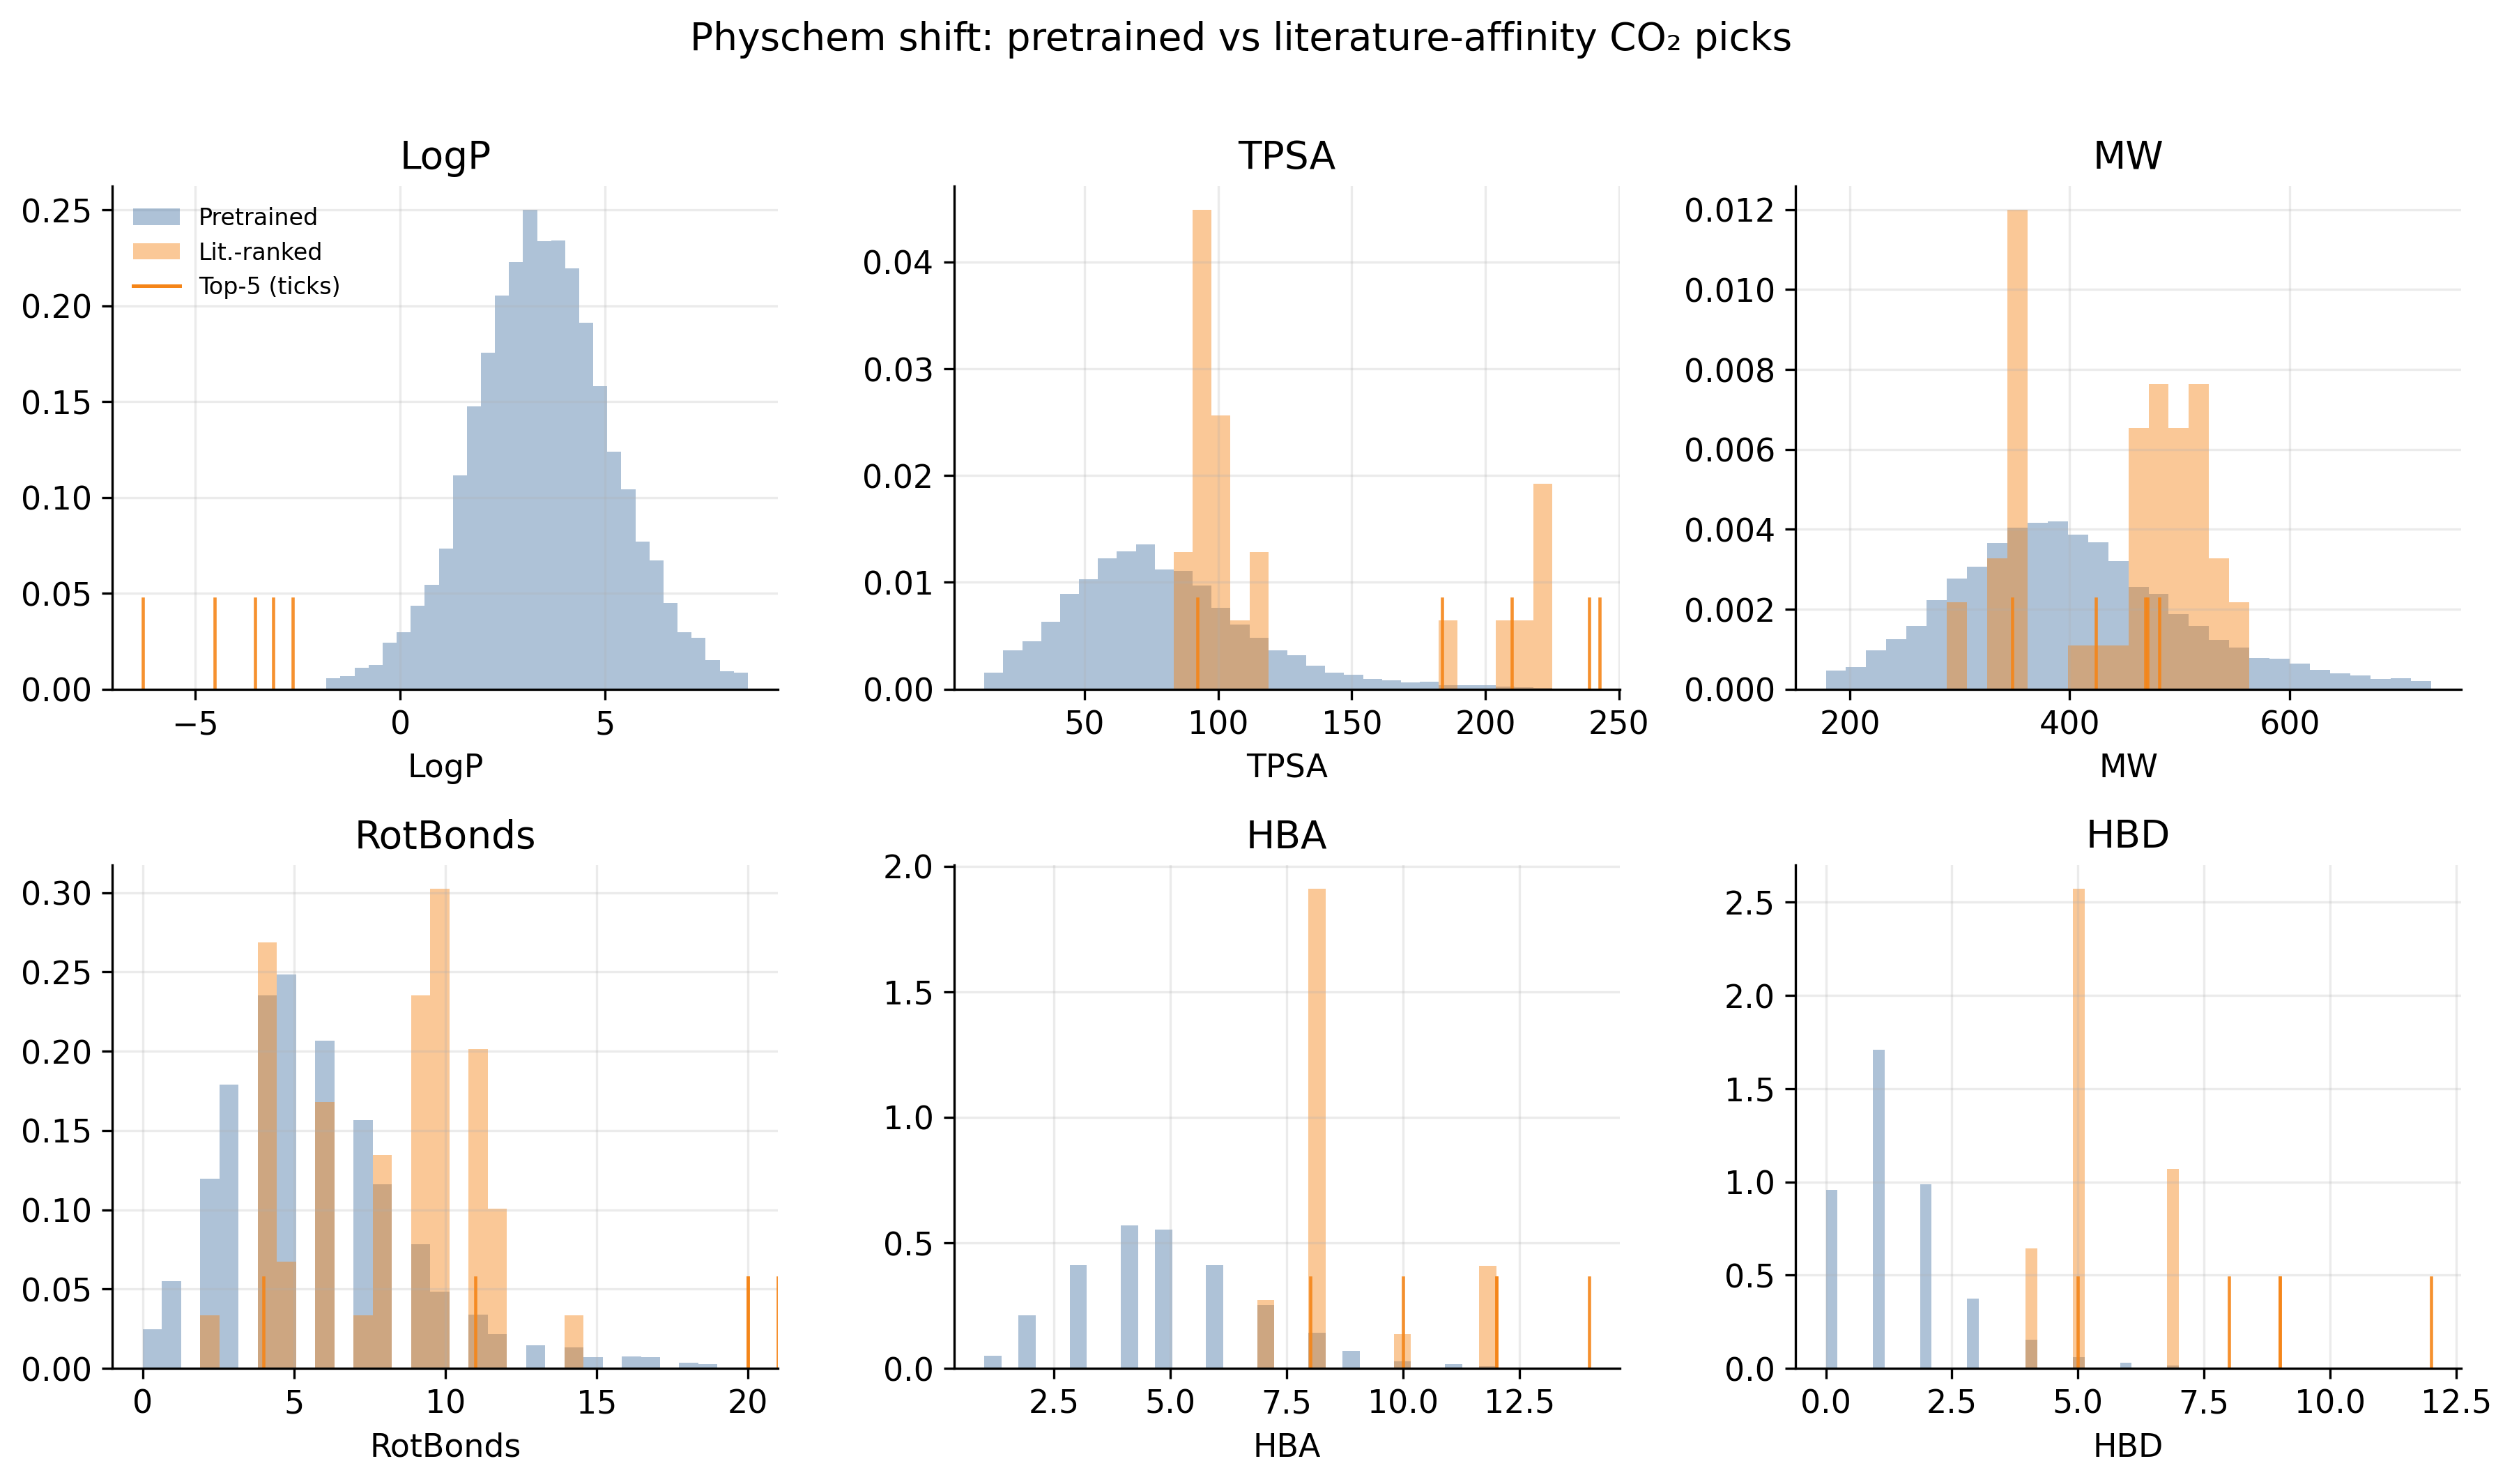 Physchem shift: pretrained vs literature-affinity CO₂ picks
LogP
0.25
0.20
0.15
0.10
0.05
0.00
Pretrained
Lit.-ranked
Top-5 (ticks)
−5 0 5
LogP
TPSA
0.04
0.03
0.02
0.01
0.00
50 100 150 200 250
TPSA
MW
0.012
0.010
0.008
0.006
0.004
0.002
0.000
200 400 600
MW
RotBonds
0.30
0.25
0.20
0.15
0.10
0.05
0.00
0 5 10 15 20
RotBonds
HBA
2.0
1.5
1.0
0.5
0.0
2.5 5.0 7.5 10.0 12.5
HBA
HBD
2.5
2.0
1.5
1.0
0.5
0.0
0.0 2.5 5.0 7.5 10.0 12.5
HBD